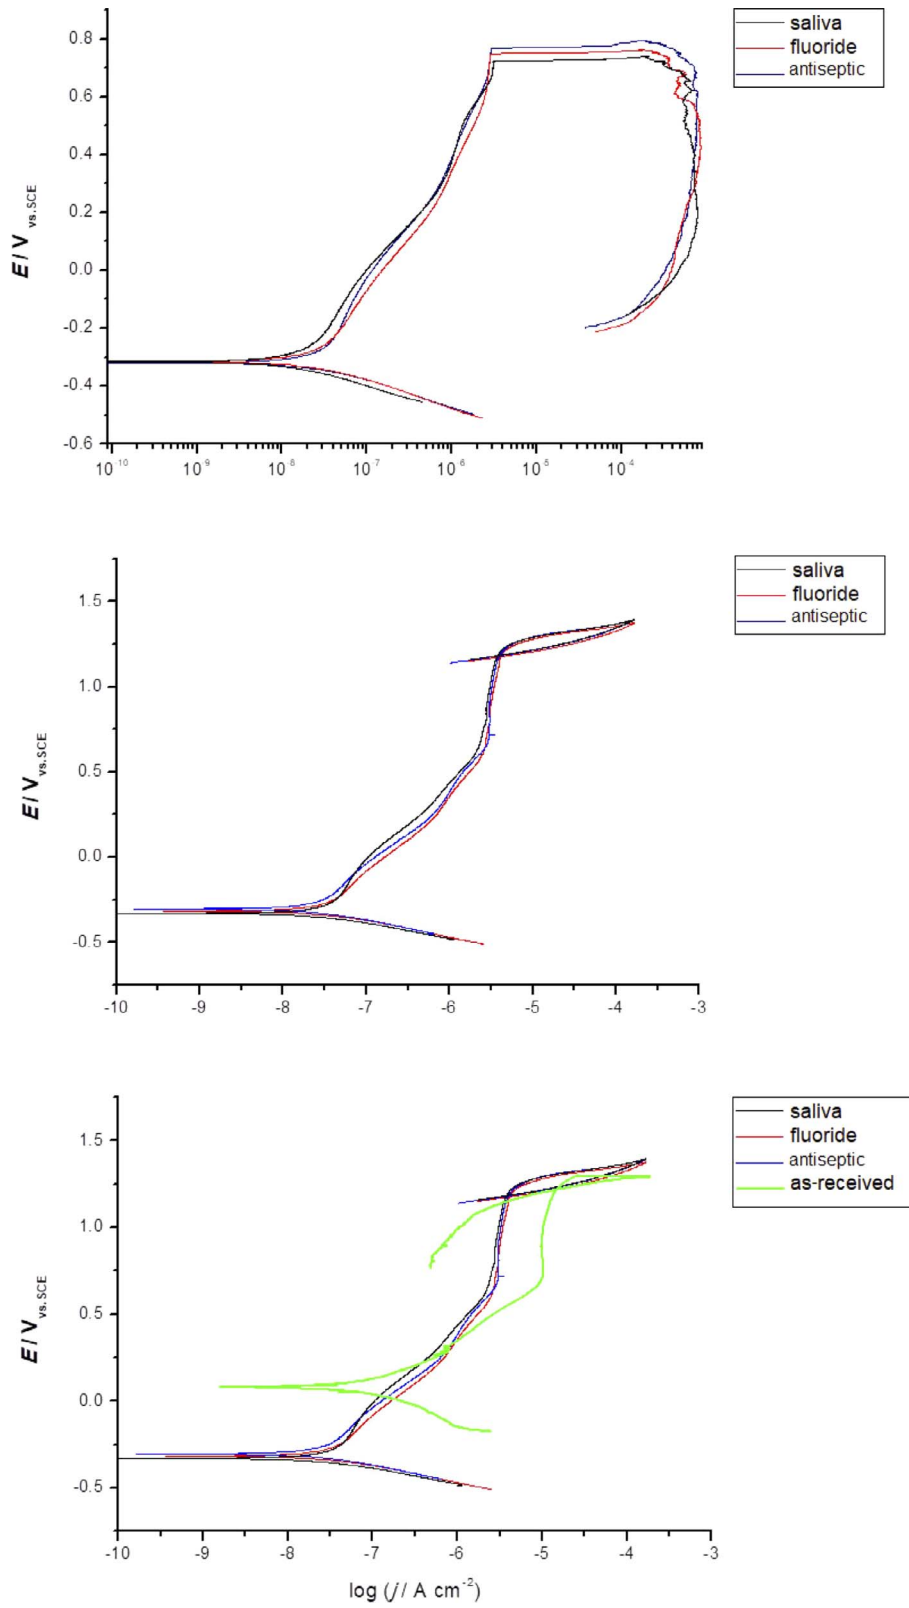 saliva
fluoride
antiseptic
E / V vs.SCE
0.8
0.6
0.4
0.2
0.0
-0.2
-0.4
-0.6
10^-10 10^-9 10^-8 10^-7 10^-6 10^-5 10^-4
saliva
fluoride
antiseptic
E / V vs.SCE
1.5
1.0
0.5
0.0
-0.5
-10 -9 -8 -7 -6 -5 -4 -3
saliva
fluoride
antiseptic
as-received
E / V vs.SCE
1.5
1.0
0.5
0.0
-0.5
-10 -9 -8 -7 -6 -5 -4 -3
log (j / A cm^-2)